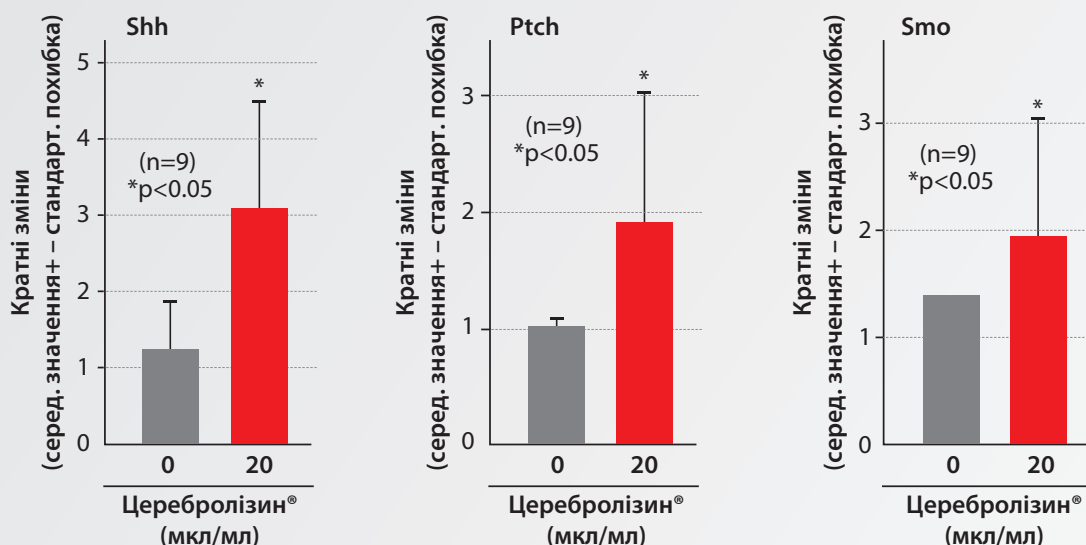 Shh
Кратні зміни
(серед. значення+ – стандарт. похибка)
5
4
3
2
1
0
(n=9)
*p<0.05
*
0 20
Церебролізин®
(мкл/мл)
Ptch
Кратні зміни
(серед. значення+ – стандарт. похибка)
3
2
1
0
(n=9)
*p<0.05
*
0 20
Церебролізин®
(мкл/мл)
Smo
Кратні зміни
(серед. значення+ – стандарт. похибка)
3
2
1
0
(n=9)
*p<0.05
*
0 20
Церебролізин®
(мкл/мл)